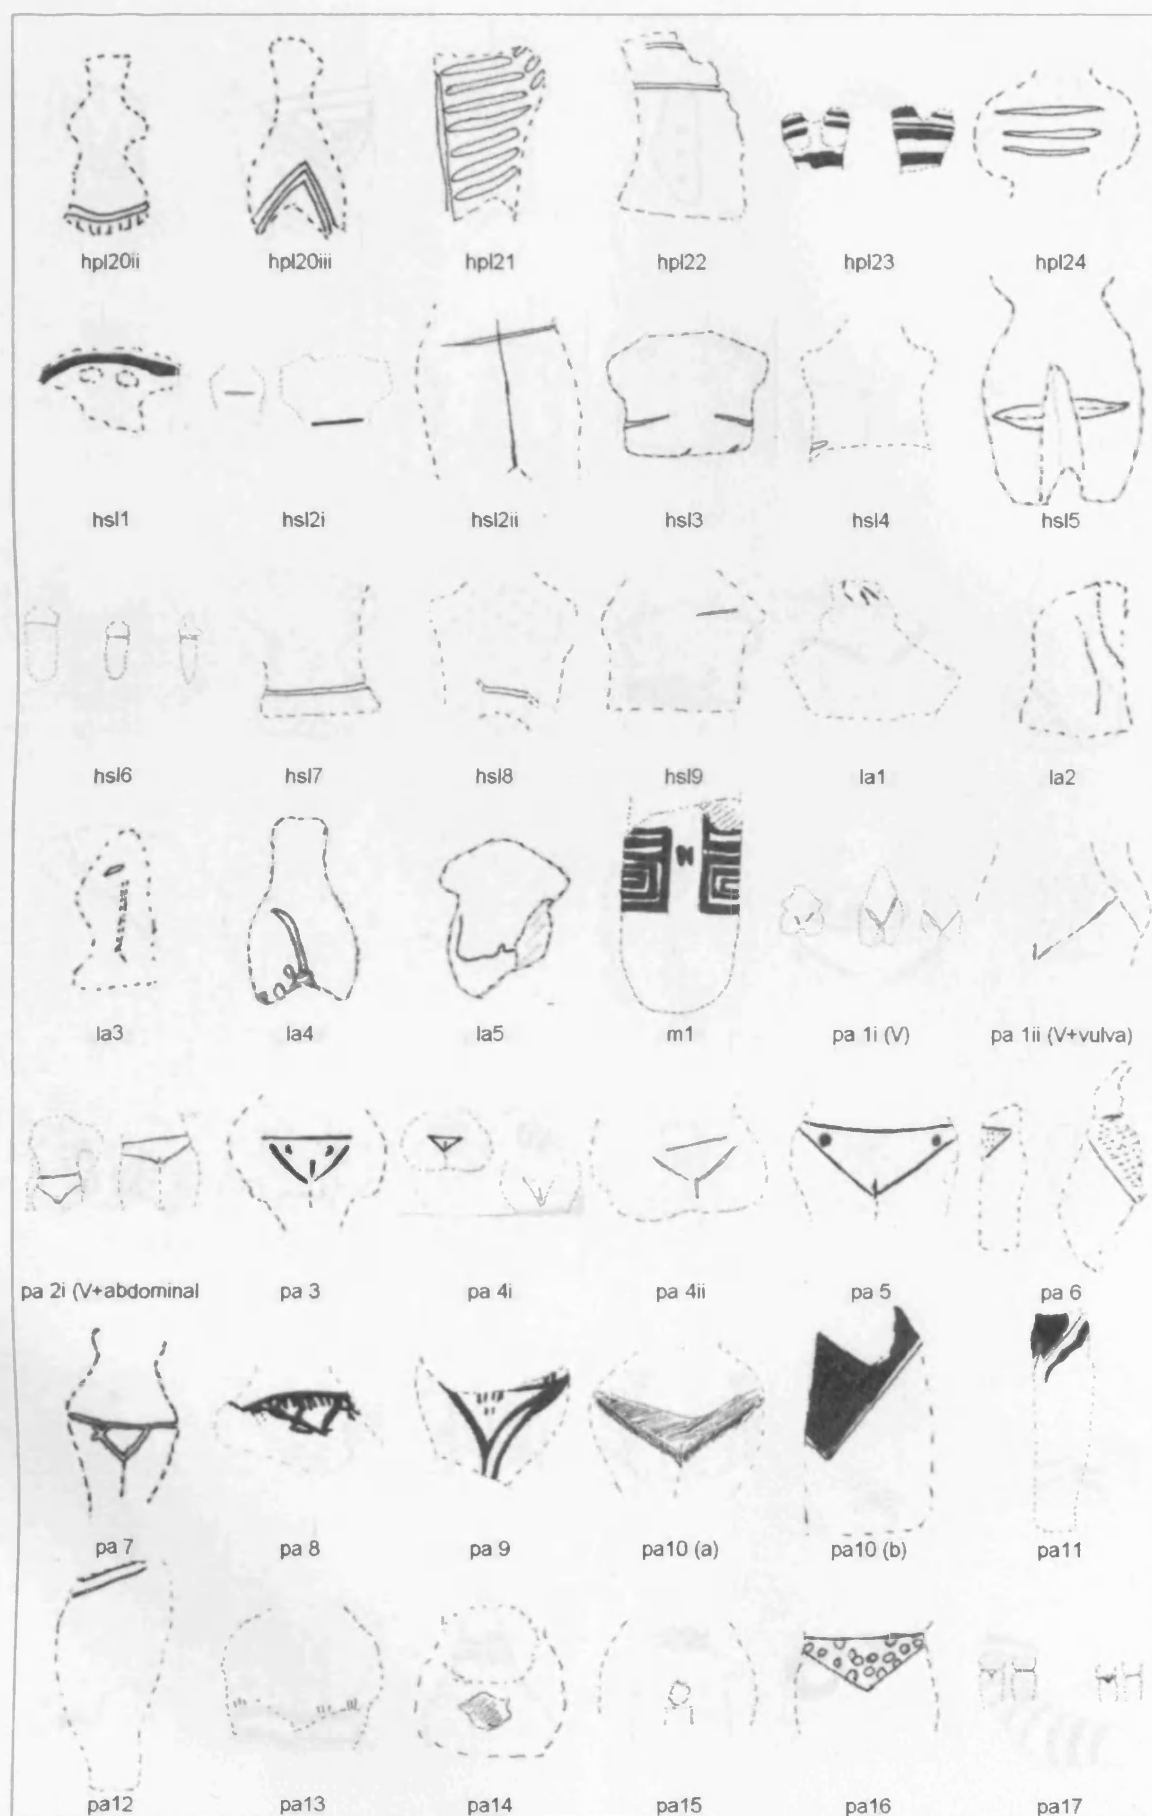 hpl20ii hpl20iii hpl21 hpl22 hpl23 hpl24
hsl1 hsl2i hsl2ii hsl3 hsl4 hsl5
hsl6 hsl7 hsl8 hsl9 la1 la2
la3 la4 la5 m1 pa 1i (V) pa 1ii (V+vulva)
pa 2i (V+abdominal pa 3 pa 4i pa 4ii pa 5 pa 6
pa 7 pa 8 pa 9 pa10 (a) pa10 (b) pa11
pa12 pa13 pa14 pa15 pa16 pa17